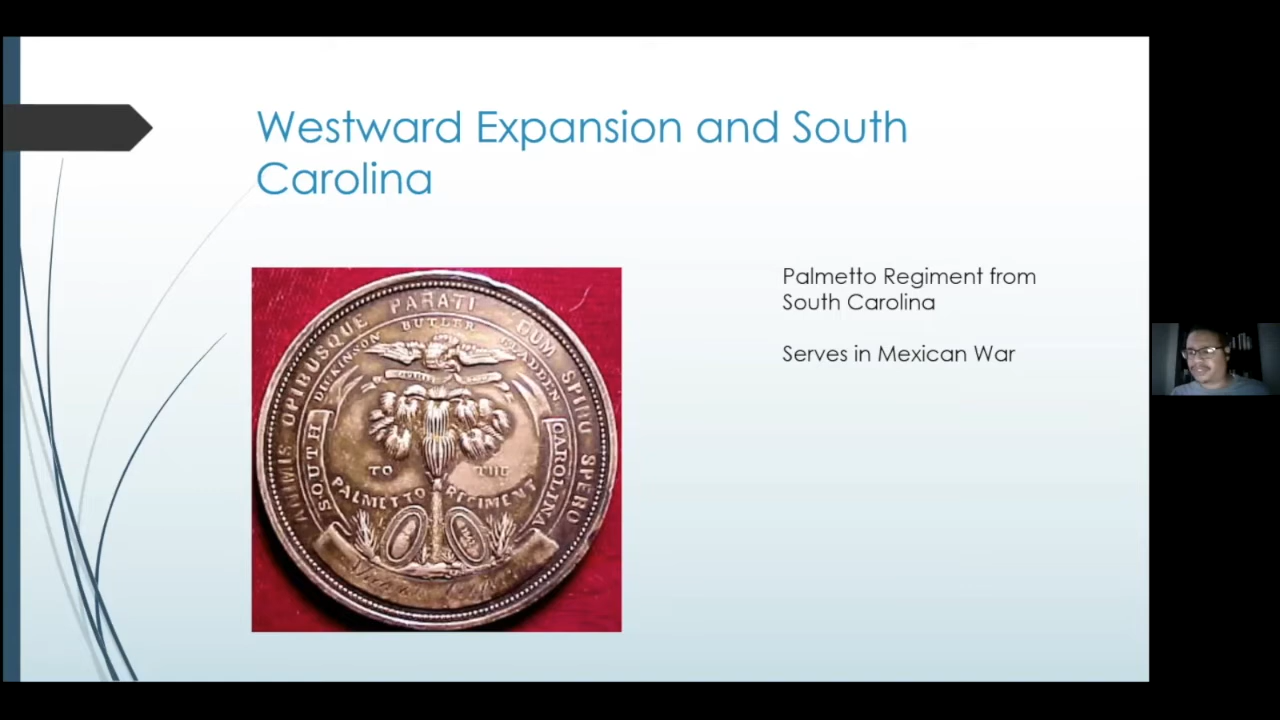 Westward Expansion and South
Carolina
ANIMIS OPIBUSQUE PARATI DUM SPIRO SPERO
DICKINSON BUTLER GLADDEN
SOUTH CAROLINA
TO THE
PALMETTO REGIMENT
Palmetto Regiment from
South Carolina
Serves in Mexican War